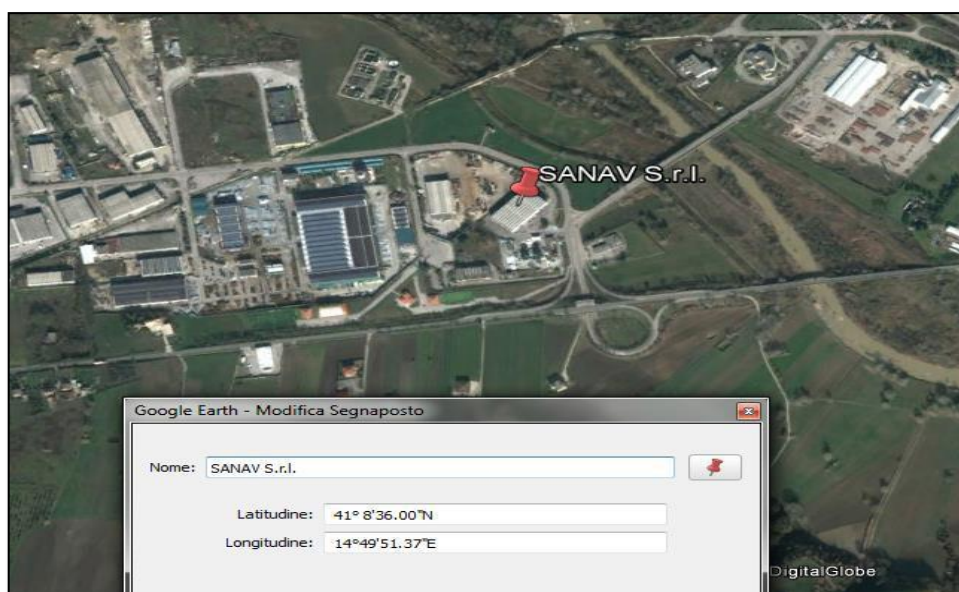 SANAV S.r.l.
Google Earth - Modifica Segnaposto
Nome: SANAV S.r.l.
Latitudine: 41° 8'36.00"N
Longitudine: 14°49'51.37"E
DigitalGlobe